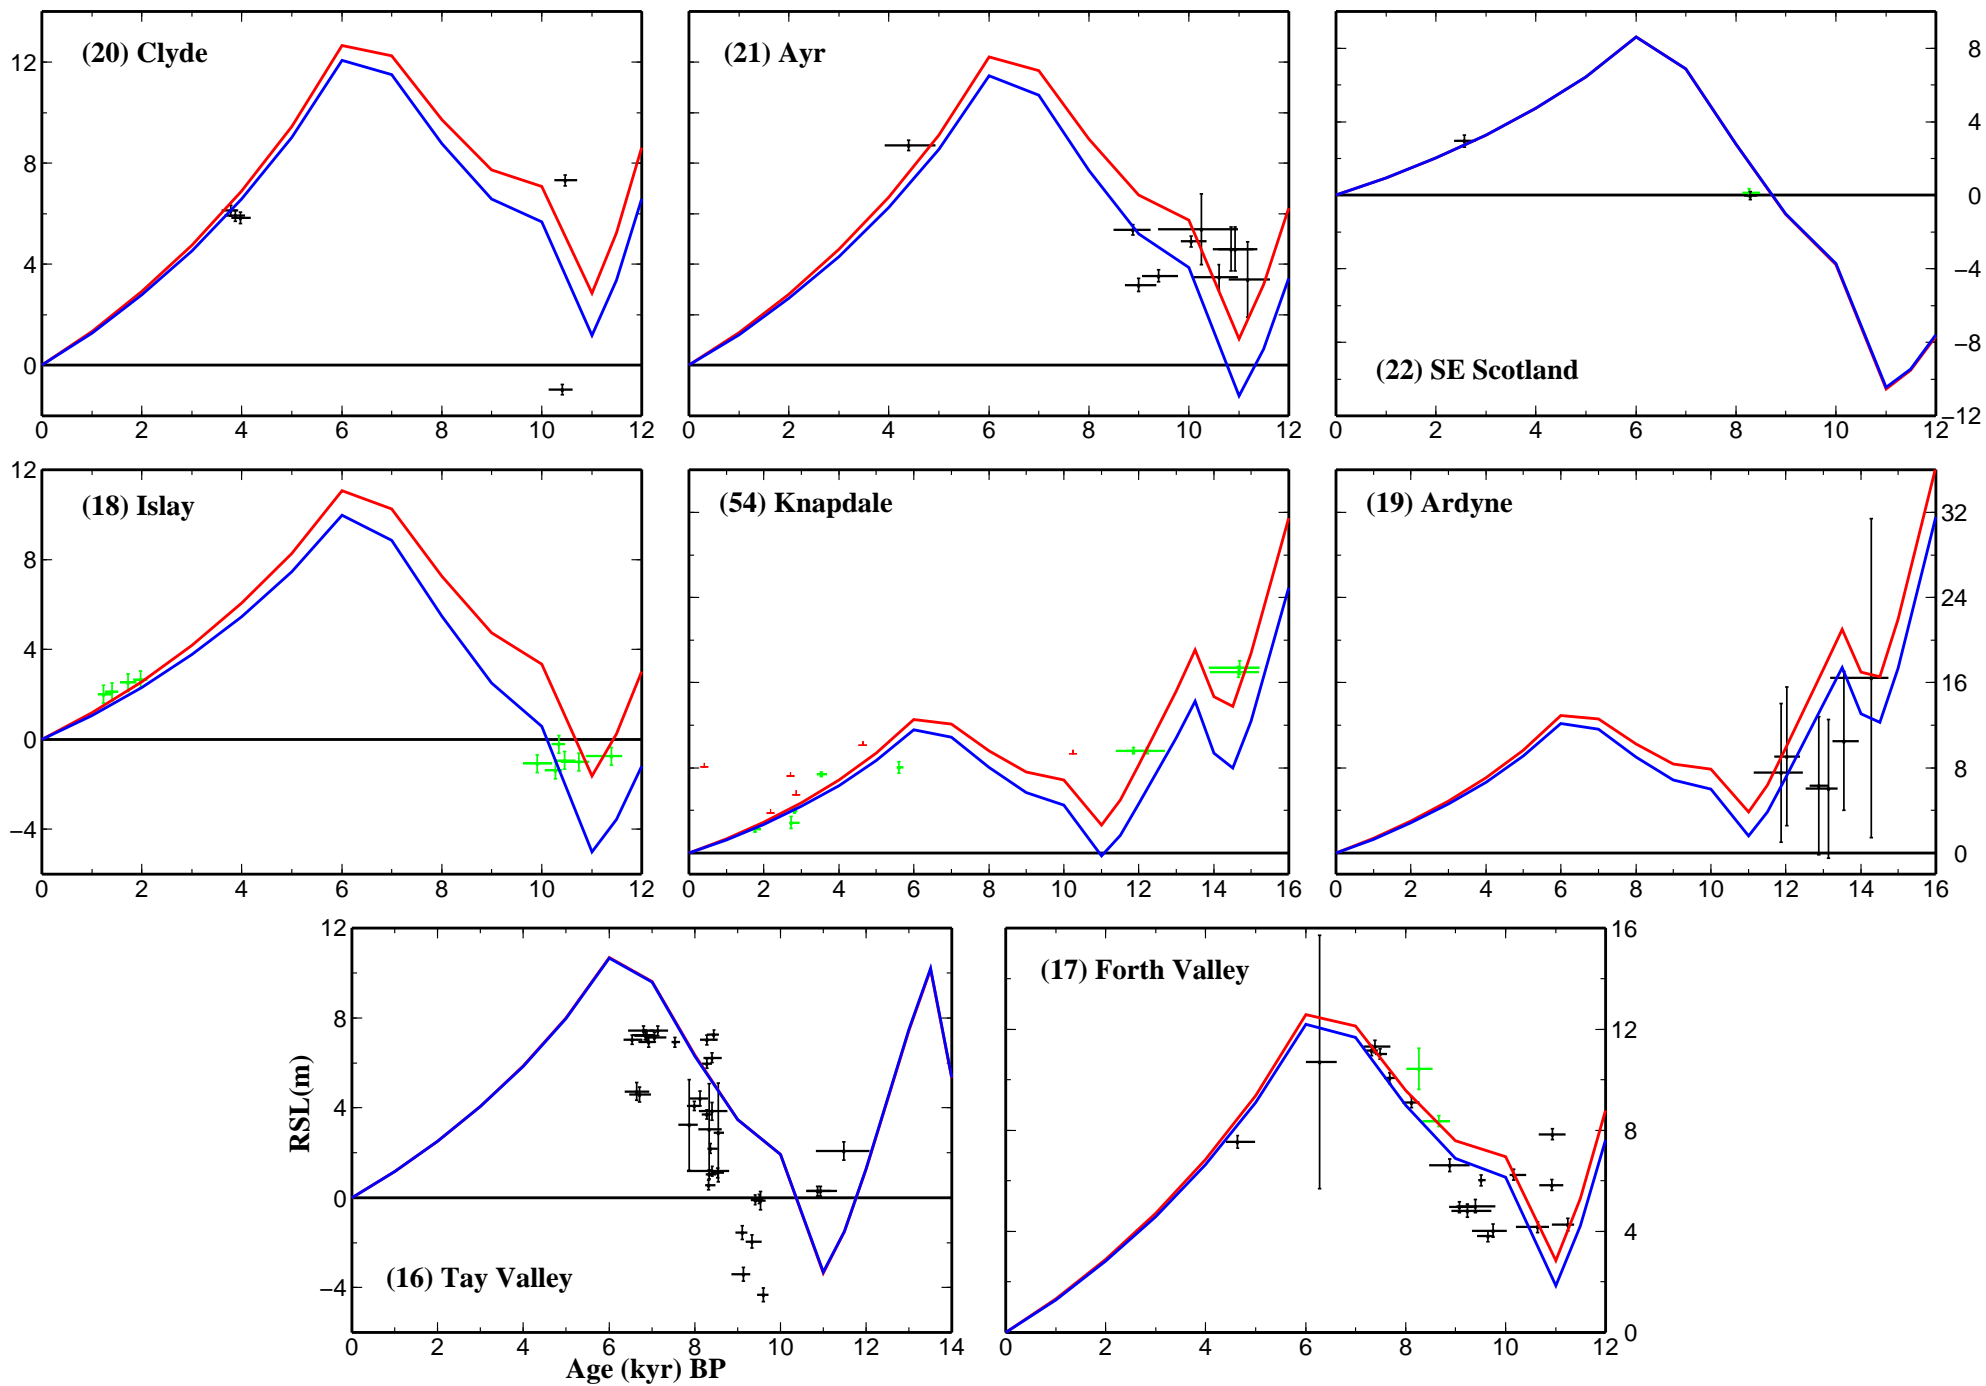 (20) Clyde
12
8
4
0
0 2 4 6 8 10 12
(21) Ayr
0 2 4 6 8 10 12
(22) SE Scotland
8
4
0
−4
−8
−12
0 2 4 6 8 10 12
(18) Islay
12
8
4
0
−4
0 2 4 6 8 10 12
(54) Knapdale
0 2 4 6 8 10 12 14 16
(19) Ardyne
32
24
16
8
0
0 2 4 6 8 10 12 14 16
(16) Tay Valley
RSL(m)
12
8
4
0
−4
0 2 4 6 8 10 12 14
Age (kyr) BP
(17) Forth Valley
16
12
8
4
0
0 2 4 6 8 10 12